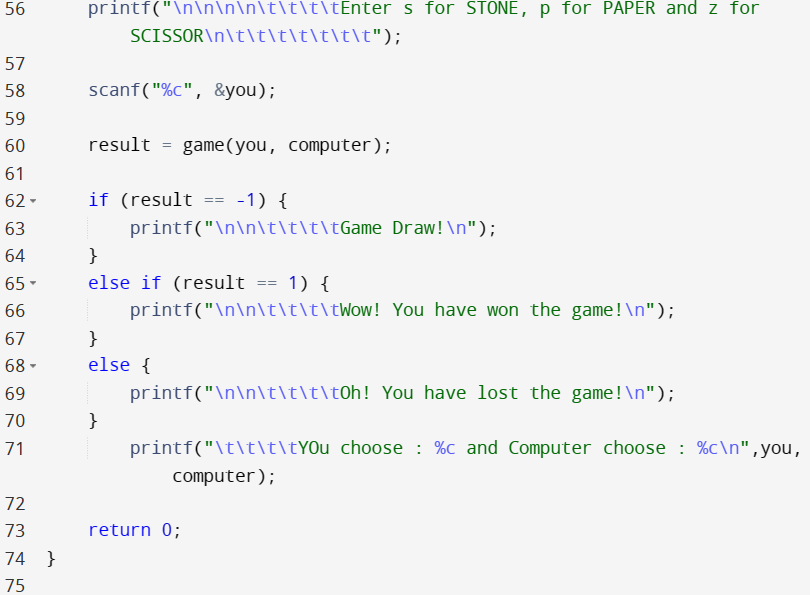 56 printf("\n\n\n\n\t\t\t\tEnter s for STONE, p for PAPER and z for
SCISSOR\n\t\t\t\t\t\t\t");
57
58 scanf("%c", &you);
59
60 result = game(you, computer);
61
62 if (result == -1) {
63 printf("\n\n\t\t\t\tGame Draw!\n");
64 }
65 else if (result == 1) {
66 printf("\n\n\t\t\t\tWow! You have won the game!\n");
67 }
68 else {
69 printf("\n\n\t\t\t\tOh! You have lost the game!\n");
70 }
71 printf("\t\t\t\tYOu choose : %c and Computer choose : %c\n",you,
computer);
72
73 return 0;
74 }
75